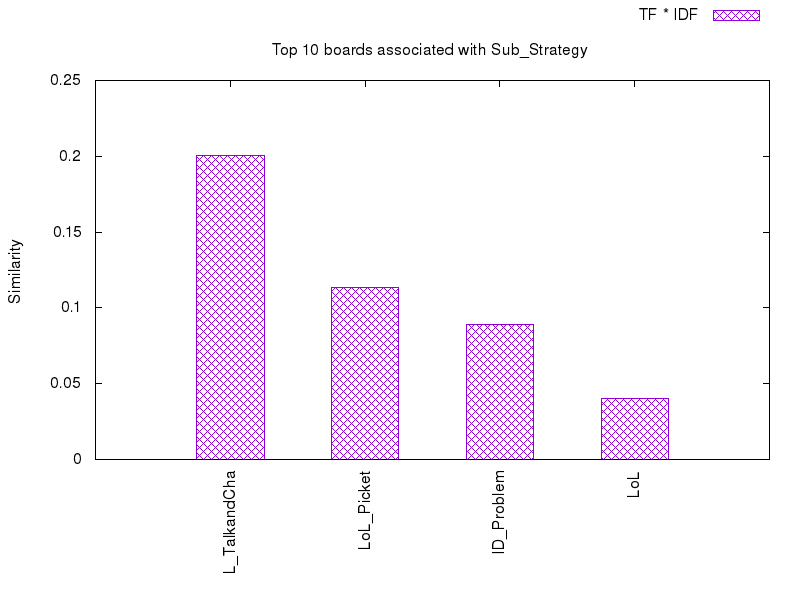 TF * IDF
Top 10 boards associated with Sub_Strategy
0.25
0.2
0.15
0.1
0.05
0
Similarity
L_TalkandCha
LoL_Picket
ID_Problem
LoL